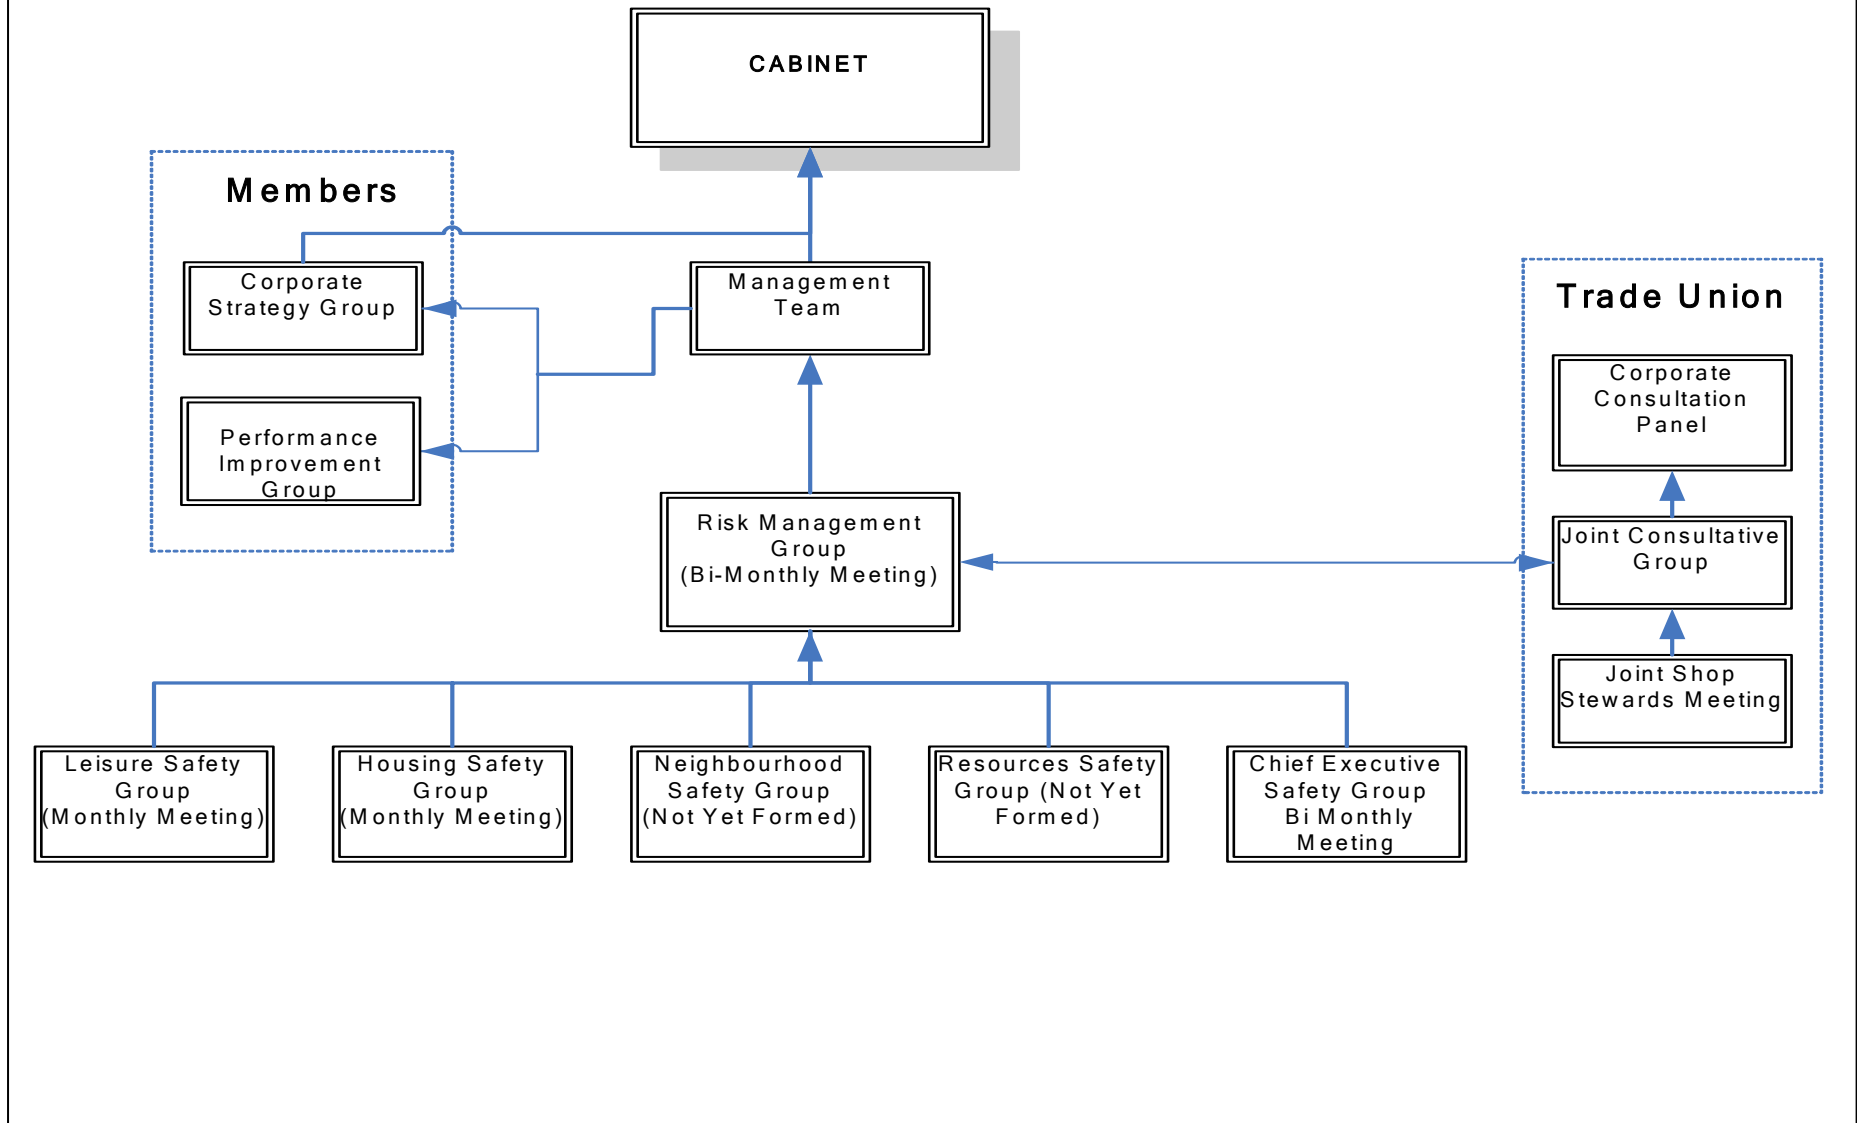 CABINET
Members
Corporate
Strategy Group
Management
Team
Performance
Improvement
Group
Trade Union
Corporate
Consultation
Panel
Risk Management
Group
(Bi-Monthly Meeting)
Joint Consultative
Group
Joint Shop
Stewards Meeting
Leisure Safety
Group
(Monthly Meeting)
Housing Safety
Group
(Monthly Meeting)
Neighbourhood
Safety Group
(Not Yet Formed)
Resources Safety
Group (Not Yet
Formed)
Chief Executive
Safety Group
Bi Monthly
Meeting